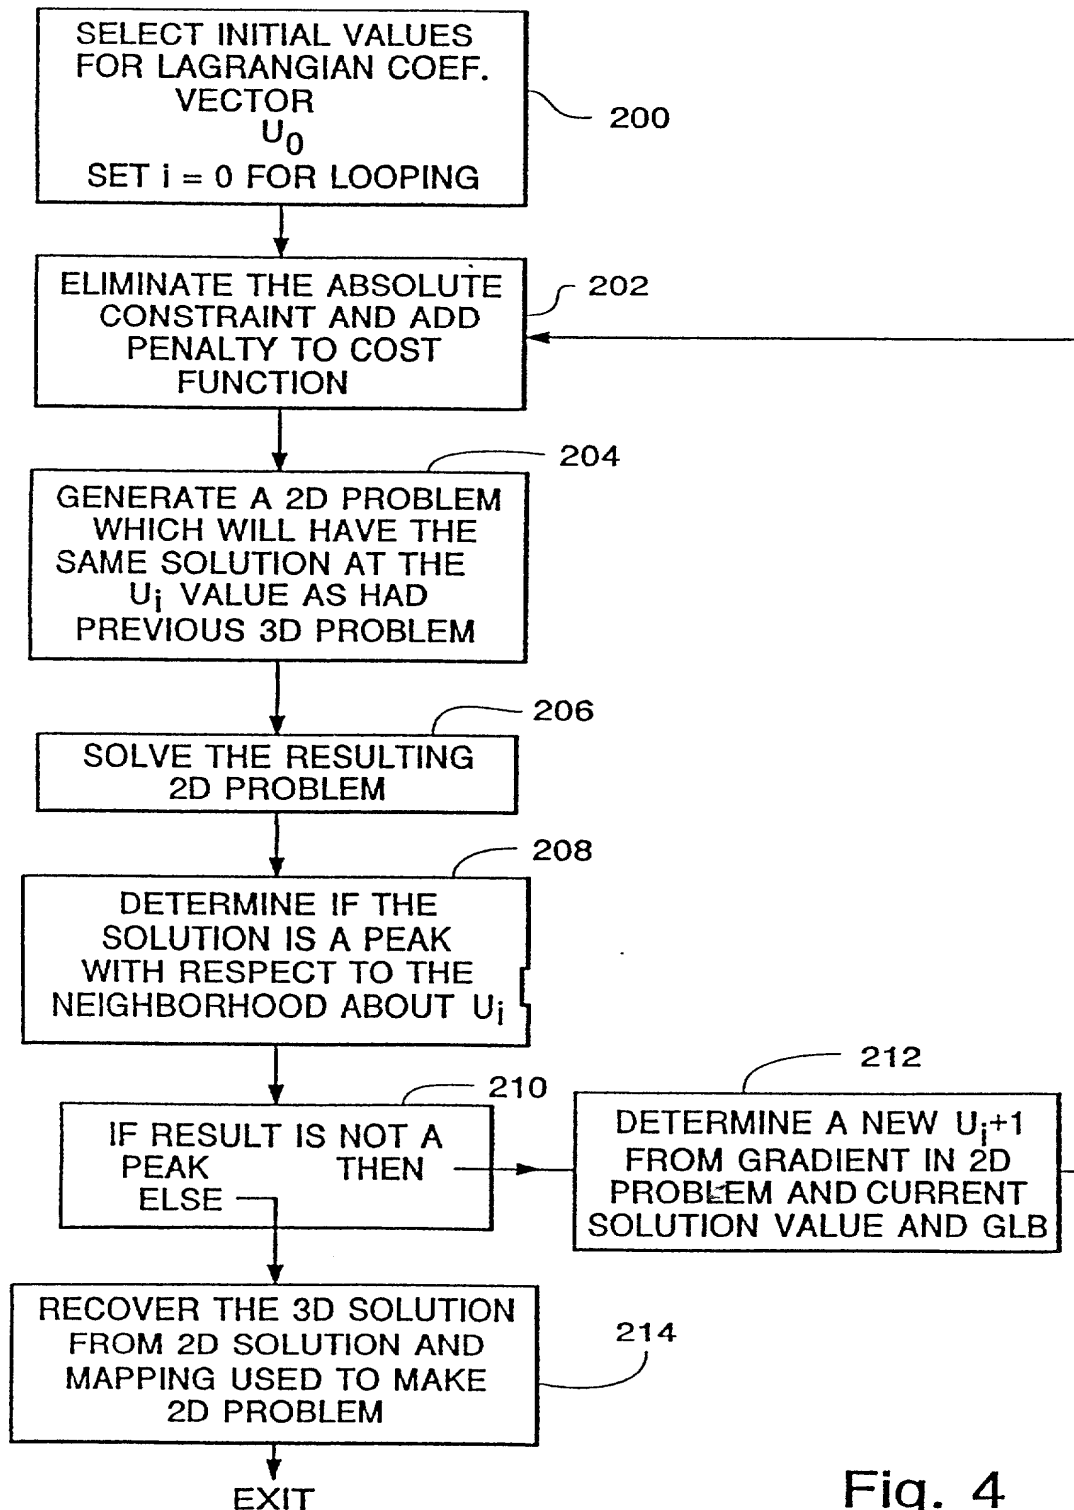 SELECT INITIAL VALUES
FOR LAGRANGIAN COEF.
VECTOR
U0
SET i = 0 FOR LOOPING
200
ELIMINATE THE ABSOLUTE
CONSTRAINT AND ADD
PENALTY TO COST
FUNCTION
202
204
GENERATE A 2D PROBLEM
WHICH WILL HAVE THE
SAME SOLUTION AT THE
Ui VALUE AS HAD
PREVIOUS 3D PROBLEM
206
SOLVE THE RESULTING
2D PROBLEM
208
DETERMINE IF THE
SOLUTION IS A PEAK
WITH RESPECT TO THE
NEIGHBORHOOD ABOUT Ui
210
IF RESULT IS NOT A
PEAK THEN
ELSE
212
DETERMINE A NEW Ui+1
FROM GRADIENT IN 2D
PROBLEM AND CURRENT
SOLUTION VALUE AND GLB
RECOVER THE 3D SOLUTION
FROM 2D SOLUTION AND
MAPPING USED TO MAKE
2D PROBLEM
214
EXIT
Fig. 4